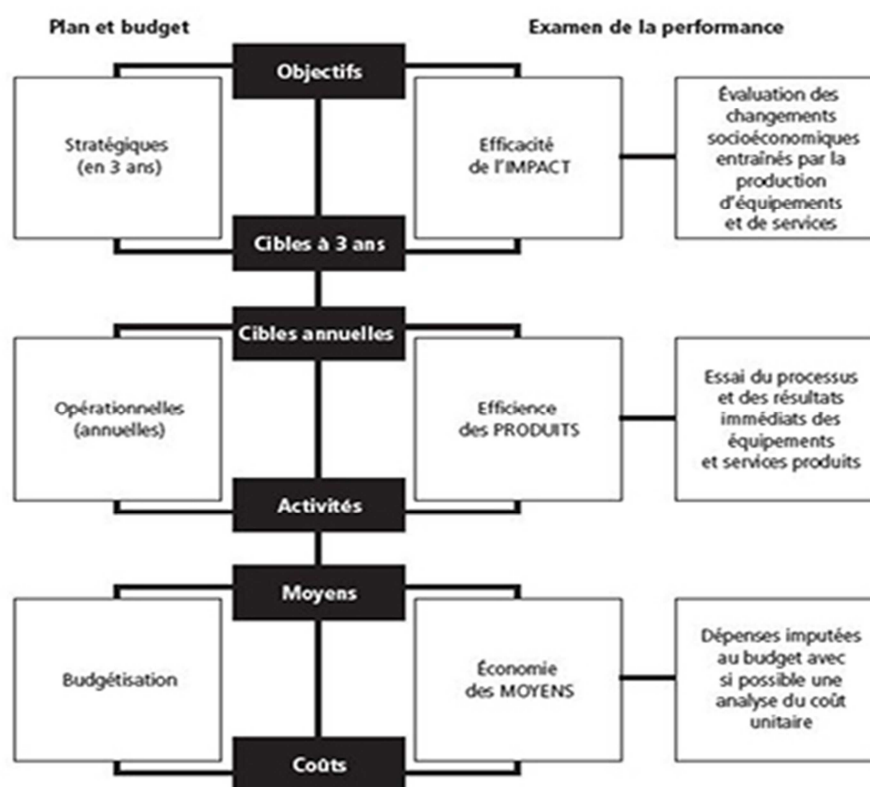 Plan et budget
Examen de la performance
Objectifs
Stratégiques
(en 3 ans)
Efficacité
de l'IMPACT
Évaluation des
changements
socioéconomiques
entraînés par la
production
d'équipements
et de services
Cibles à 3 ans
Cibles annuelles
Opérationnelles
(annuelles)
Efficience
des PRODUITS
Essai du processus
et des résultats
immédiats des
équipements
et services produits
Activités
Moyens
Budgétisation
Économie
des MOYENS
Dépenses imputées
au budget avec
si possible une
analyse du coût
unitaire
Coûts